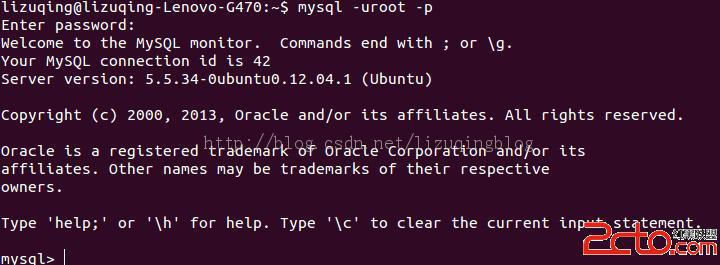 lizuqing@lizuqing-Lenovo-G470:~$ mysql -uroot -p
Enter password:
Welcome to the MySQL monitor.  Commands end with ; or \g.
Your MySQL connection id is 42
Server version: 5.5.34-0ubuntu0.12.04.1 (Ubuntu)
Copyright (c) 2000, 2013, Oracle and/or its affiliates. All rights reserved.
http://blog.csdn.net/lizuqingblog
Oracle is a registered trademark of Oracle Corporation and/or its
affiliates. Other names may be trademarks of their respective
owners.
Type 'help;' or '\h' for help. Type '\c' to clear the current input statement.
mysql>
2cto.com